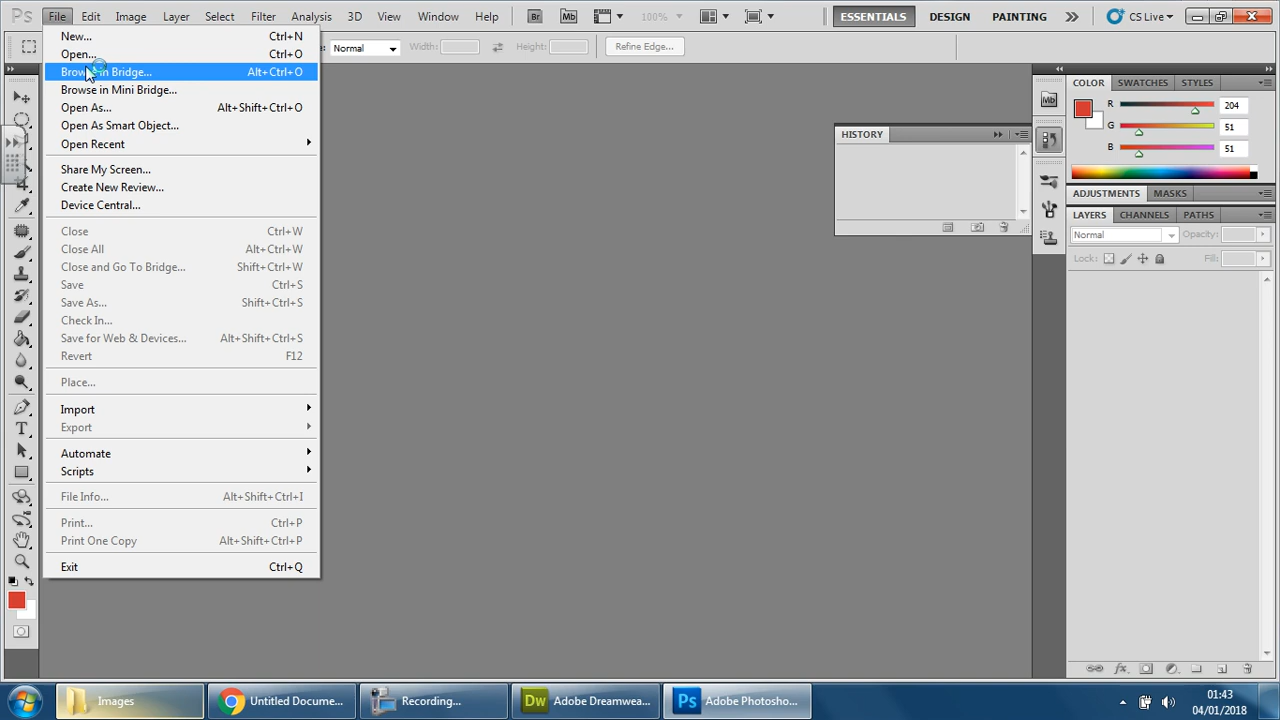 Ps File Edit Image Layer Select Filter Analysis 3D View Window Help Br Mb 100% ESSENTIALS DESIGN PAINTING CS Live
Normal Width: Height: Refine Edge...
New... Ctrl+N
Open... Ctrl+O
Browse in Bridge... Alt+Ctrl+O
Browse in Mini Bridge...
Open As... Alt+Shift+Ctrl+O
Open As Smart Object...
Open Recent
Share My Screen...
Create New Review...
Device Central...
Close Ctrl+W
Close All Alt+Ctrl+W
Close and Go To Bridge... Shift+Ctrl+W
Save Ctrl+S
Save As... Shift+Ctrl+S
Check In...
Save for Web & Devices... Alt+Shift+Ctrl+S
Revert F12
Place...
Import
Export
Automate
Scripts
File Info... Alt+Shift+Ctrl+I
Print... Ctrl+P
Print One Copy Alt+Shift+Ctrl+P
Exit Ctrl+Q
HISTORY
Mb
COLOR SWATCHES STYLES
R 204
G 51
B 51
ADJUSTMENTS MASKS
LAYERS CHANNELS PATHS
Normal Opacity:
Lock: Fill:
Images Untitled Docume... Recording... Dw Adobe Dreamwea... Ps Adobe Photosho...
01:43
04/01/2018